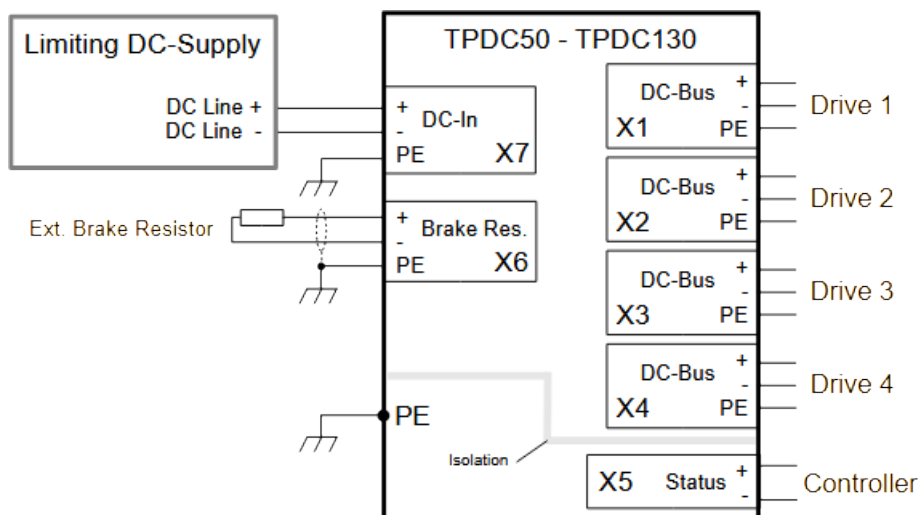 Limiting DC-Supply
DC Line +
DC Line -
Ext. Brake Resistor
TPDC50 - TPDC130
+
DC-In
-
PE
X7
+
Brake Res.
-
PE
X6
PE
Isolation
DC-Bus
+
-
X1
PE
Drive 1
DC-Bus
+
-
X2
PE
Drive 2
DC-Bus
+
-
X3
PE
Drive 3
DC-Bus
+
-
X4
PE
Drive 4
X5
Status
+
-
Controller